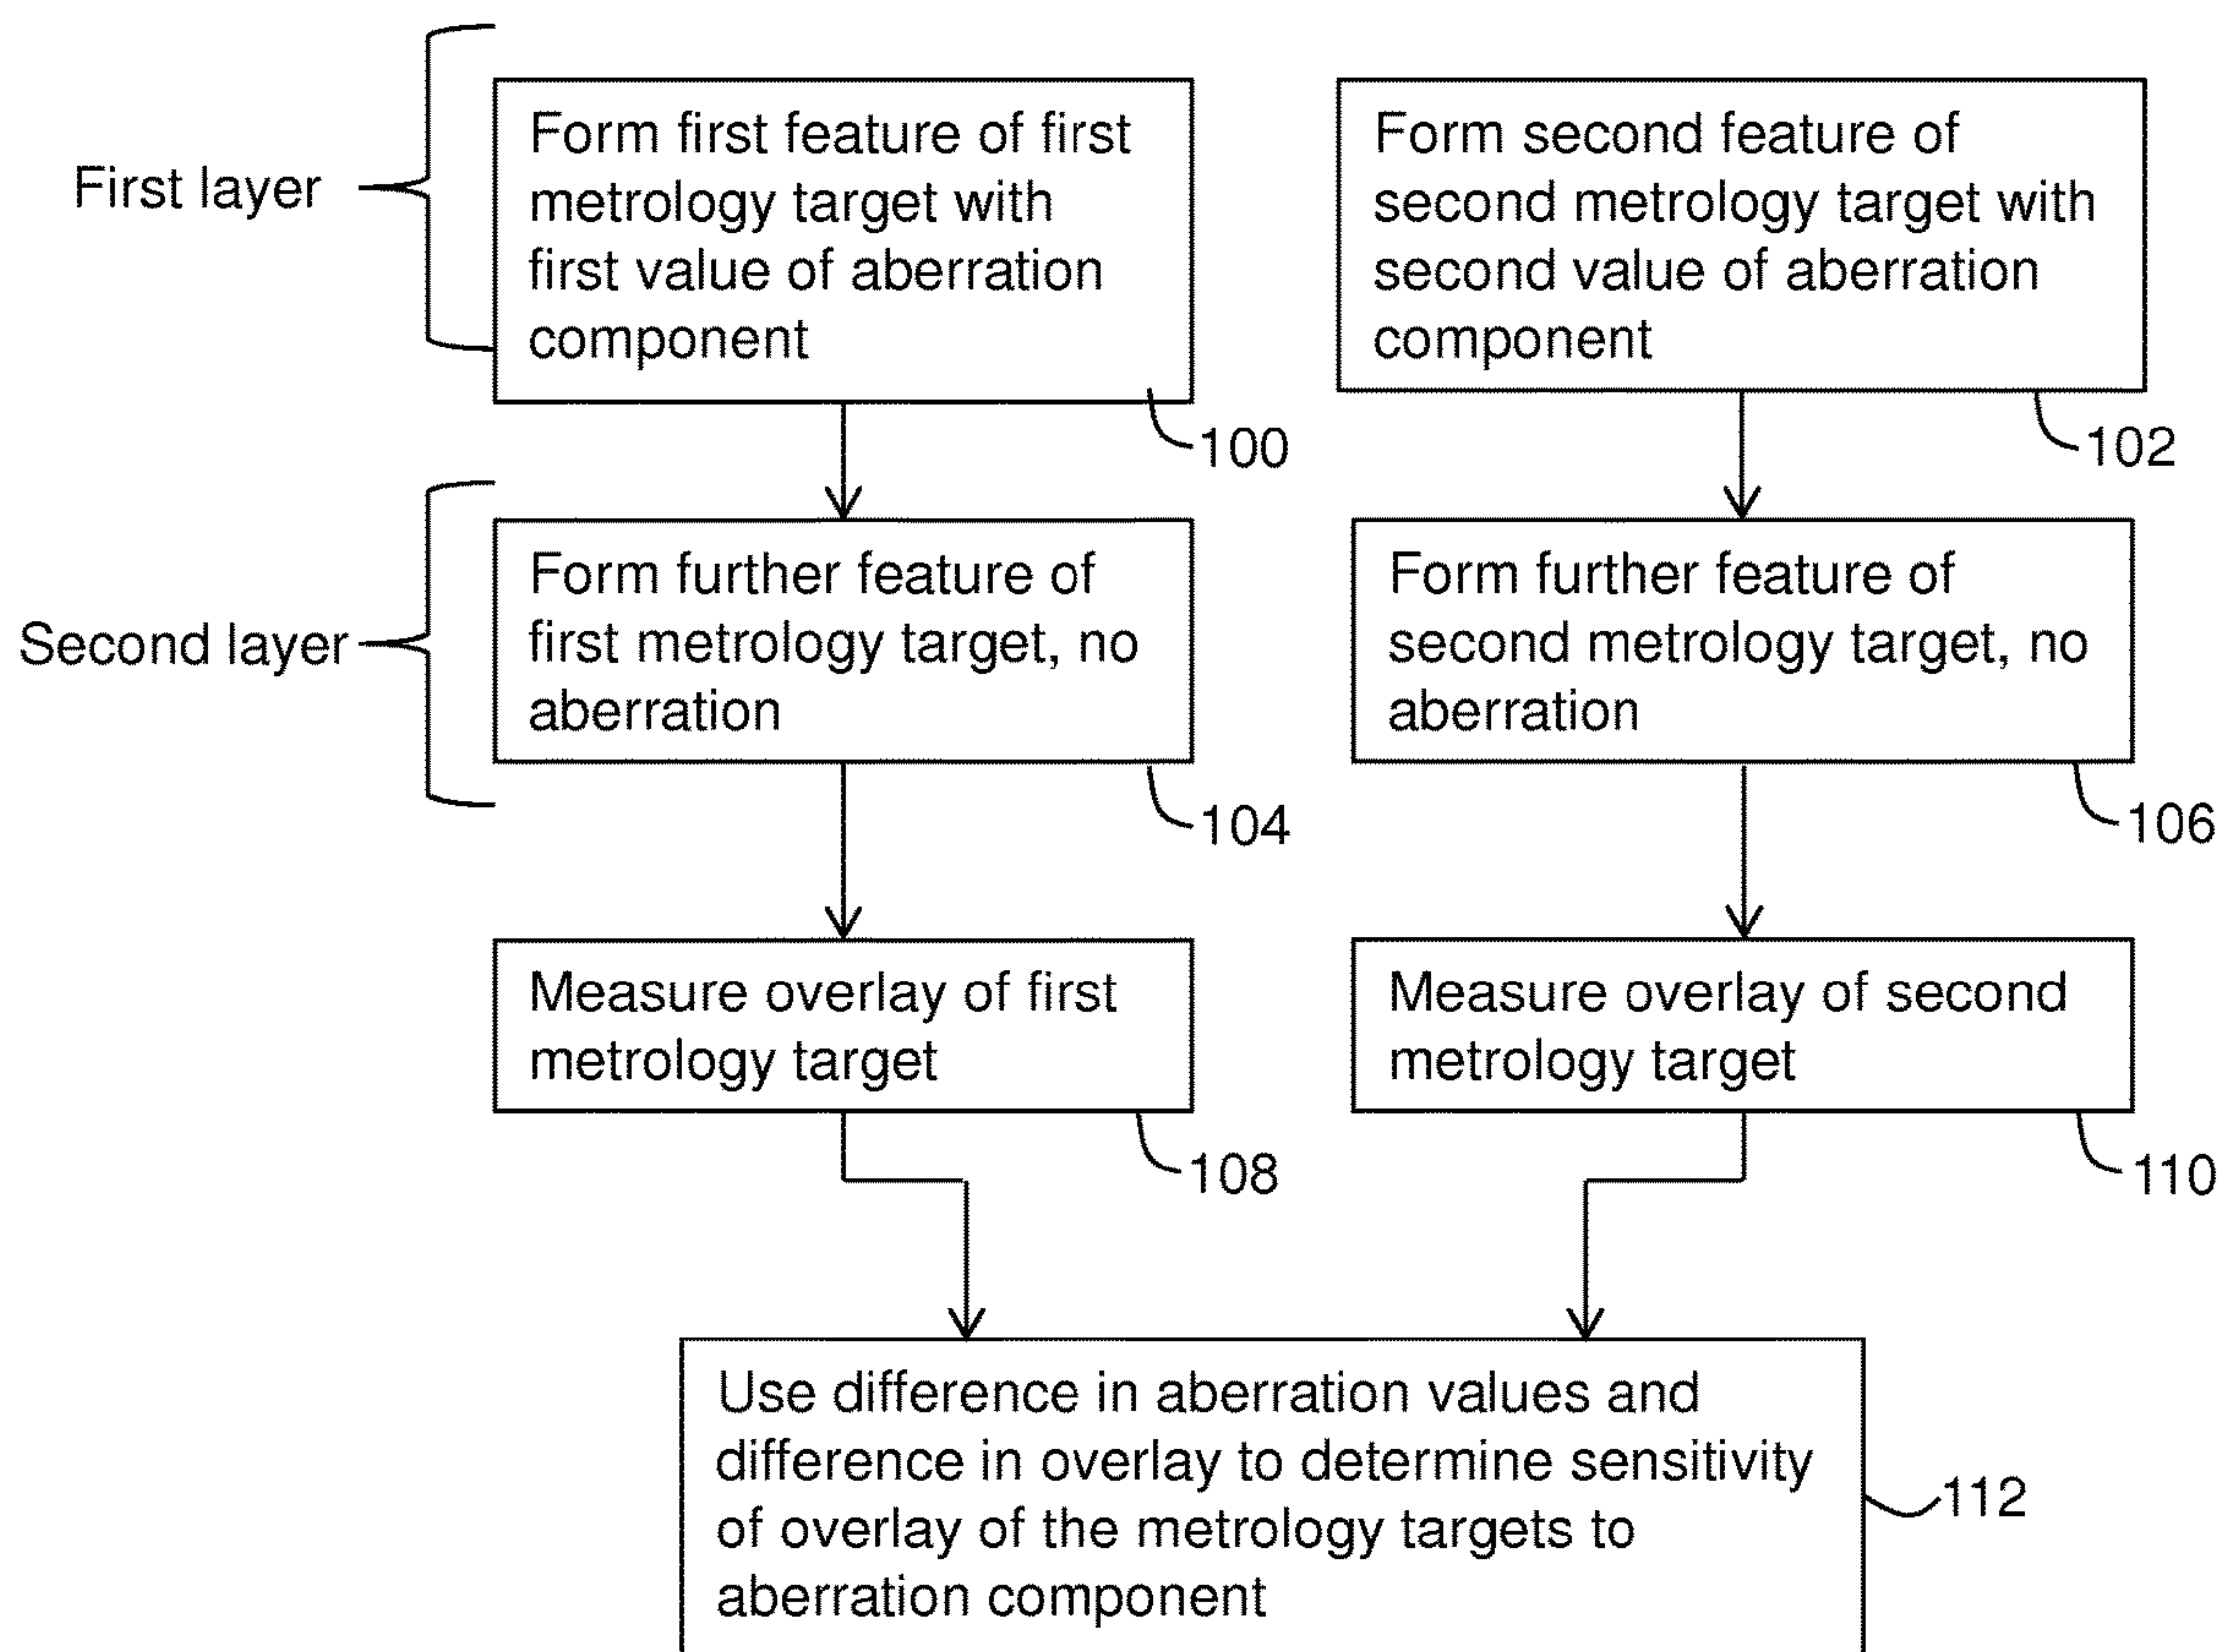 First layer
Form first feature of first
metrology target with
first value of aberration
component
100
Form second feature of
second metrology target with
second value of aberration
component
102
Second layer
Form further feature of
first metrology target, no
aberration
104
Form further feature of
second metrology target, no
aberration
106
Measure overlay of first
metrology target
108
Measure overlay of second
metrology target
110
Use difference in aberration values and
difference in overlay to determine sensitivity
of overlay of the metrology targets to
aberration component
112